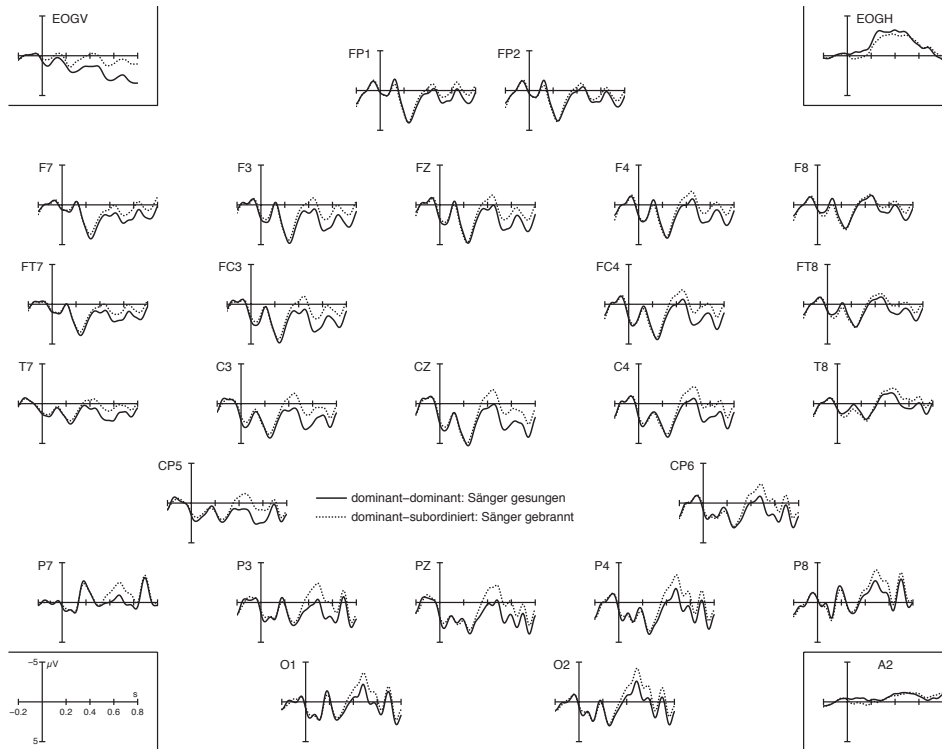 EOGV
EOGH
FP1
FP2
F7
F3
FZ
F4
F8
FT7
FC3
FC4
FT8
T7
C3
CZ
C4
T8
CP5
CP6
dominant–dominant: Sänger gesungen
dominant–subordiniert: Sänger gebrannt
P7
P3
PZ
P4
P8
O1
O2
A2
−5
µV
s
−0.2
0.2
0.4
0.6
0.8
5